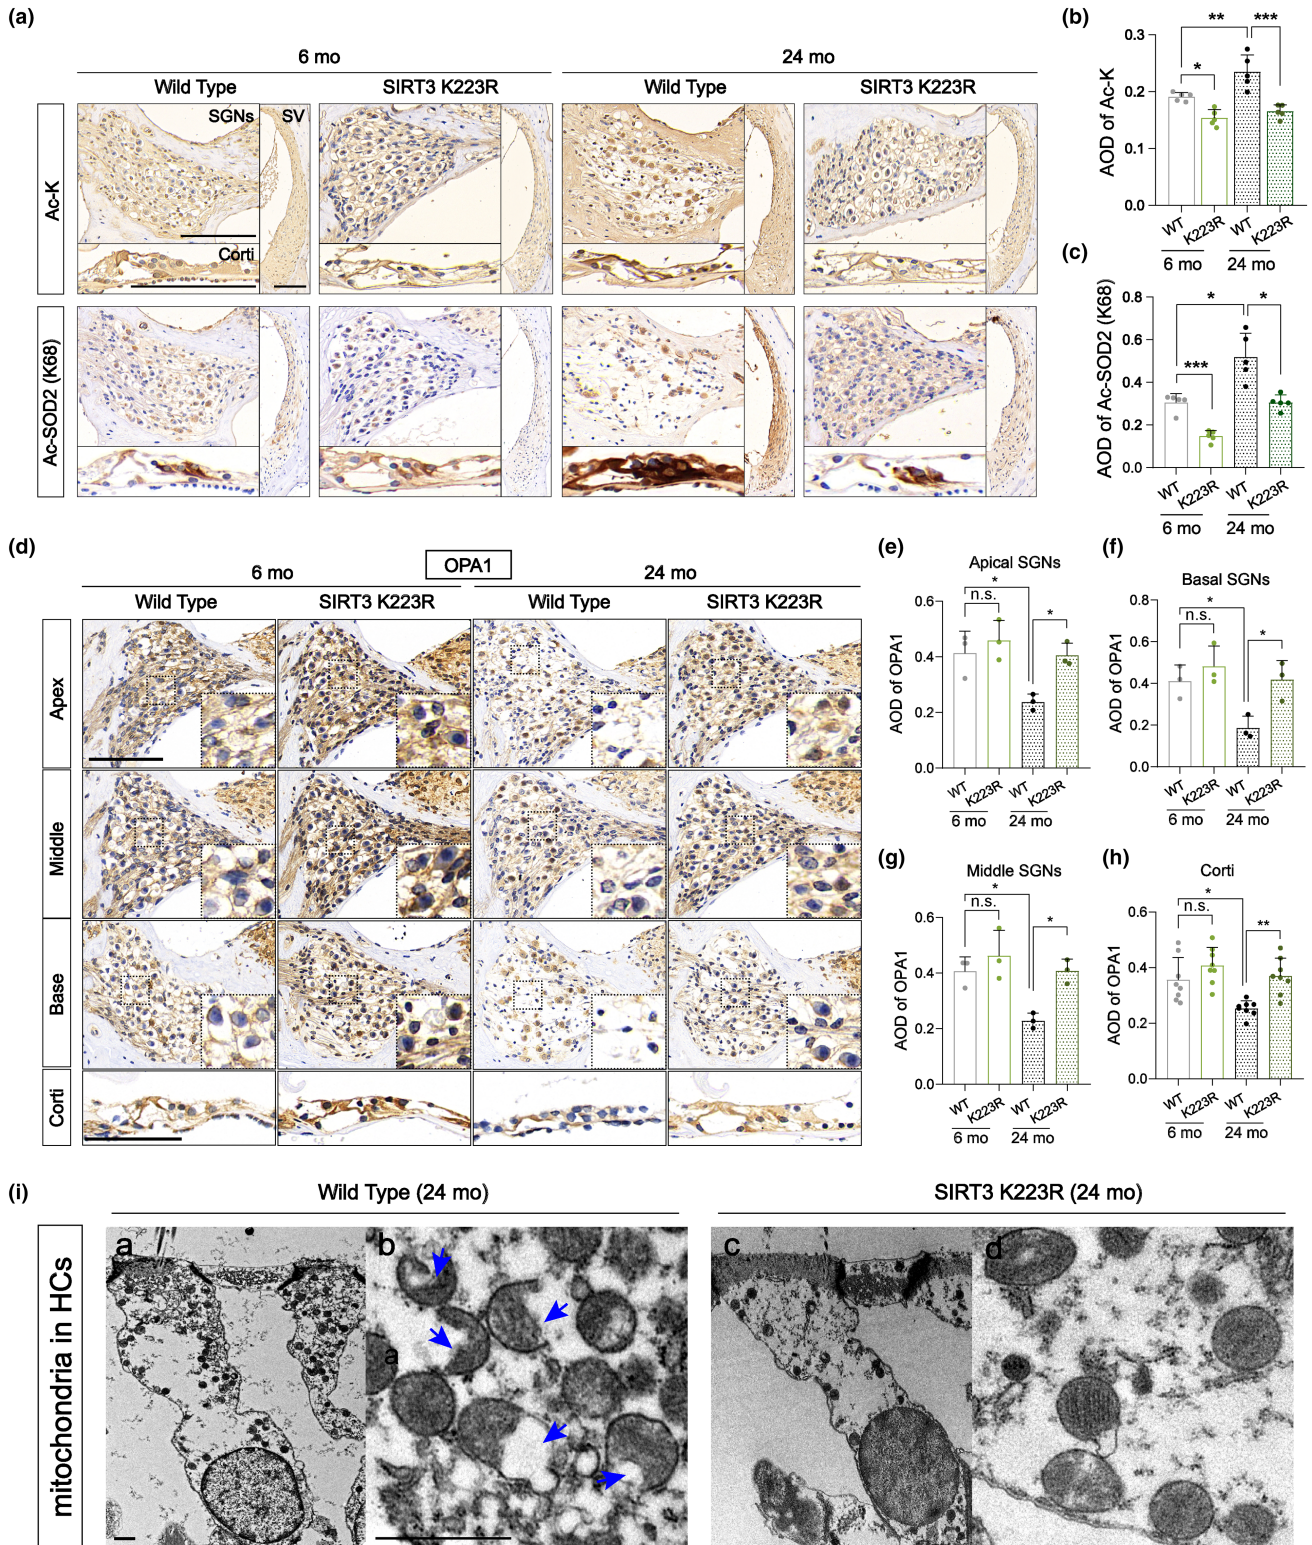 (a)
6 mo
24 mo
Wild Type
SIRT3 K223R
Wild Type
SIRT3 K223R
Ac-K
SGNs
SV
Corti
Ac-SOD2 (K68)
(b)
AOD of Ac-K
0.3
0.2
0.1
0.0
*
**
***
WT
K223R
WT
K223R
6 mo
24 mo
(c)
AOD of Ac-SOD2 (K68)
0.8
0.6
0.4
0.2
0.0
***
*
*
WT
K223R
WT
K223R
6 mo
24 mo
(d)
OPA1
6 mo
24 mo
Wild Type
SIRT3 K223R
Wild Type
SIRT3 K223R
Apex
Middle
Base
Corti
(e)
Apical SGNs
AOD of OPA1
0.6
0.4
0.2
0.0
*
n.s.
*
WT
K223R
WT
K223R
6 mo
24 mo
(f)
Basal SGNs
AOD of OPA1
0.8
0.6
0.4
0.2
0.0
*
n.s.
*
WT
K223R
WT
K223R
6 mo
24 mo
(g)
Middle SGNs
AOD of OPA1
0.6
0.4
0.2
0.0
*
n.s.
*
WT
K223R
WT
K223R
6 mo
24 mo
(h)
Corti
AOD of OPA1
0.6
0.4
0.2
0.0
*
n.s.
**
WT
K223R
WT
K223R
6 mo
24 mo
(i)
Wild Type (24 mo)
SIRT3 K223R (24 mo)
mitochondria in HCs
a
b
a
c
d